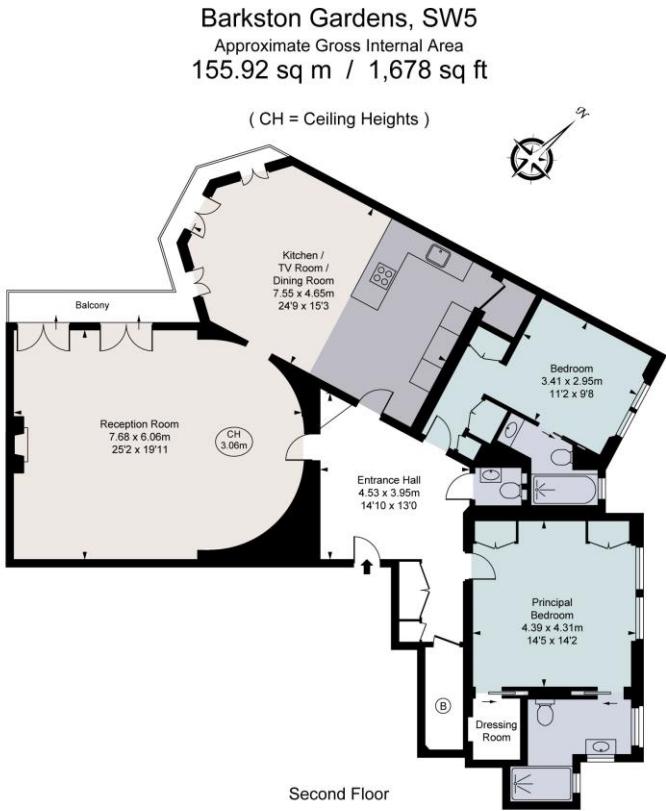 Barkston Gardens, SW5
Approximate Gross Internal Area
155.92 sq m / 1,678 sq ft
( CH = Ceiling Heights )
N
Kitchen /
TV Room /
Dining Room
7.55 x 4.65m
24'9 x 15'3
Balcony
Bedroom
3.41 x 2.95m
11'2 x 9'8
Reception Room
7.68 x 6.06m
25'2 x 19'11
CH
3.06m
Entrance Hall
4.53 x 3.95m
14'10 x 13'0
Principal
Bedroom
4.39 x 4.31m
14'5 x 14'2
B
Dressing
Room
Second Floor